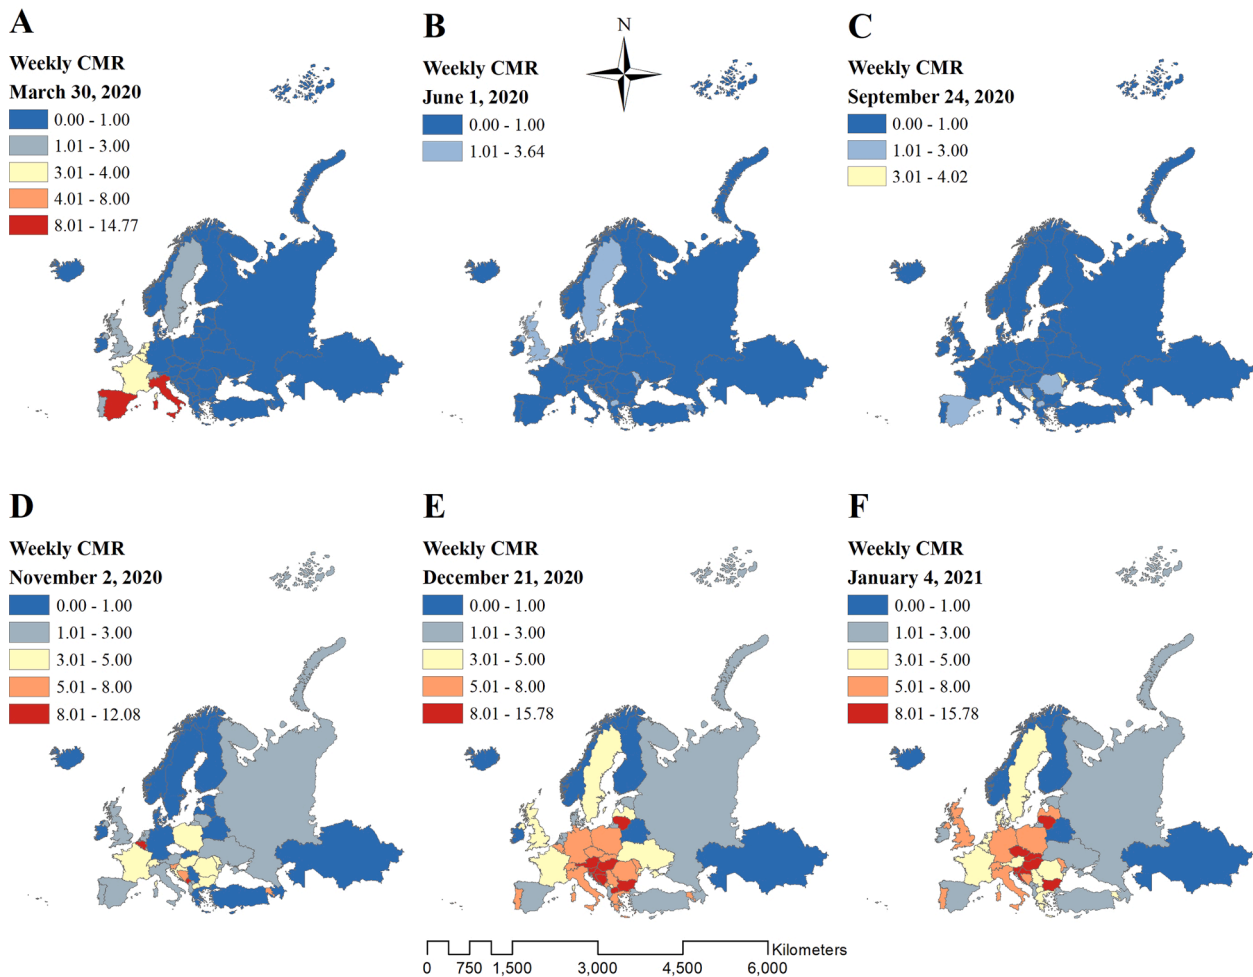 A
Weekly CMR
March 30, 2020
0.00 - 1.00
1.01 - 3.00
3.01 - 4.00
4.01 - 8.00
8.01 - 14.77
B
Weekly CMR
June 1, 2020
0.00 - 1.00
1.01 - 3.64
N
C
Weekly CMR
September 24, 2020
0.00 - 1.00
1.01 - 3.00
3.01 - 4.02
D
Weekly CMR
November 2, 2020
0.00 - 1.00
1.01 - 3.00
3.01 - 5.00
5.01 - 8.00
8.01 - 12.08
E
Weekly CMR
December 21, 2020
0.00 - 1.00
1.01 - 3.00
3.01 - 5.00
5.01 - 8.00
8.01 - 15.78
F
Weekly CMR
January 4, 2021
0.00 - 1.00
1.01 - 3.00
3.01 - 5.00
5.01 - 8.00
8.01 - 15.78
Kilometers
0 750 1,500 3,000 4,500 6,000